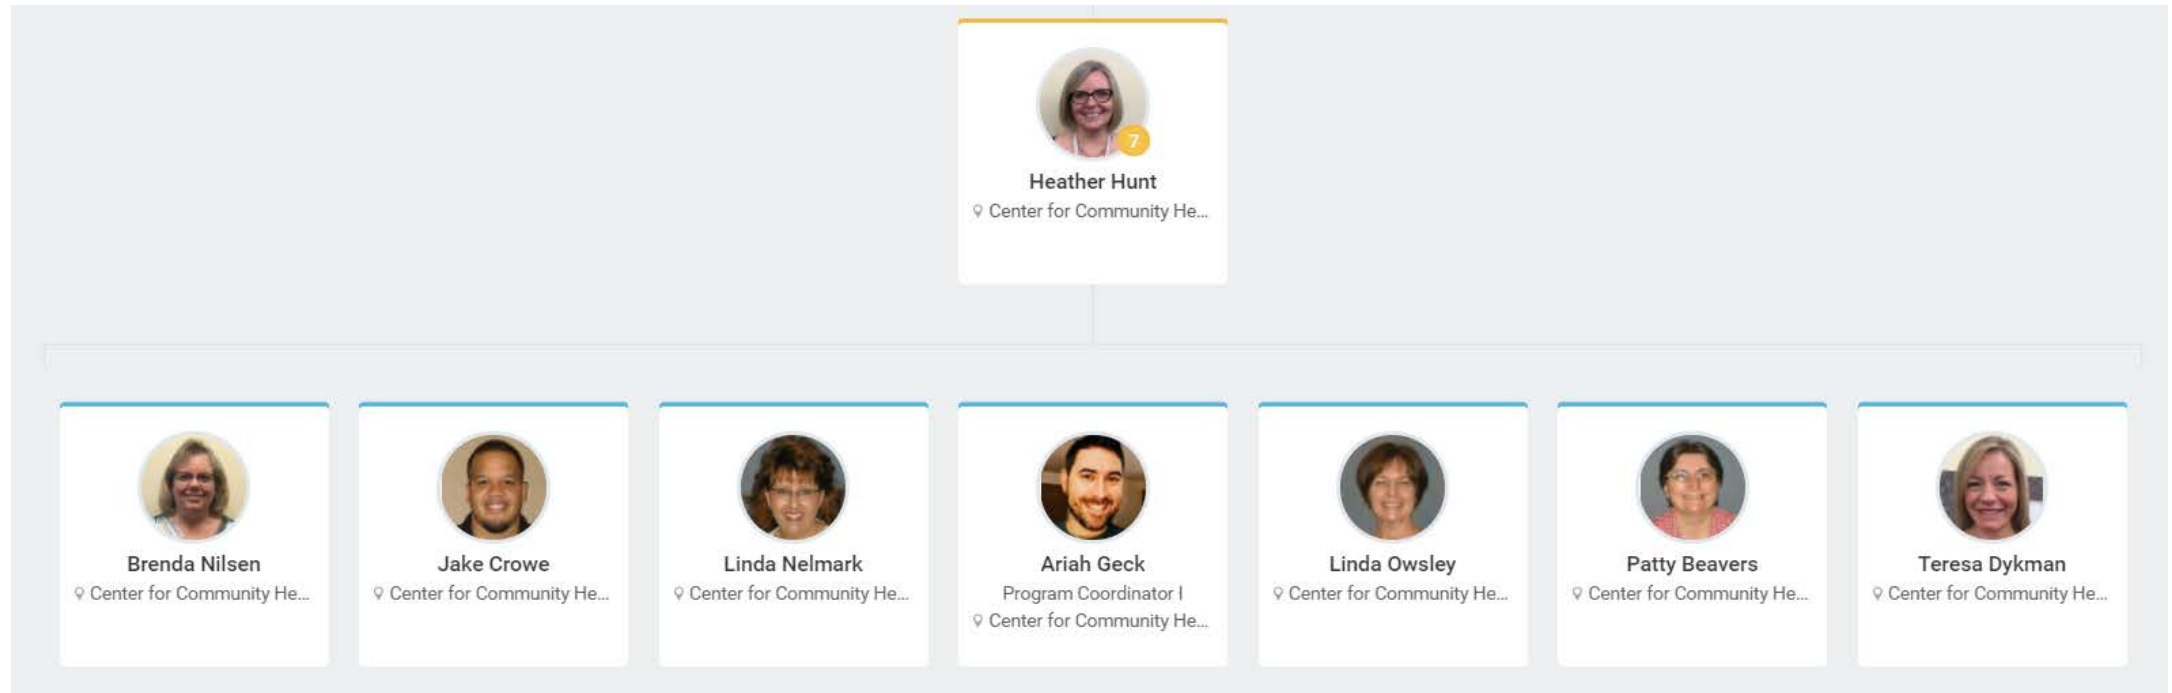 7
Heather Hunt
Center for Community He...
Brenda Nilsen
Center for Community He...
Jake Crowe
Center for Community He...
Linda Nelmark
Center for Community He...
Ariah Geck
Program Coordinator I
Center for Community He...
Linda Owsley
Center for Community He...
Patty Beavers
Center for Community He...
Teresa Dykman
Center for Community He...